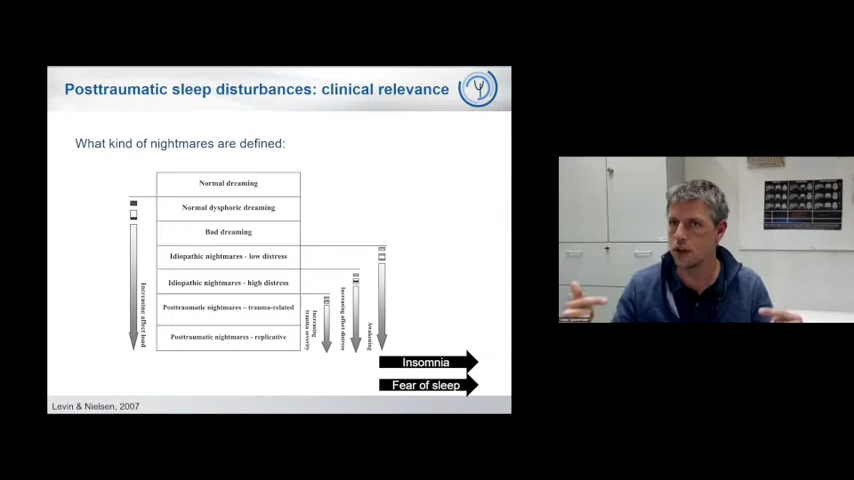 Posttraumatic sleep disturbances: clinical relevance
What kind of nightmares are defined:
Normal dreaming
Normal dysphoric dreaming
Bad dreaming
Idiopathic nightmares - low distress
Idiopathic nightmares - high distress
Posttraumatic nightmares – trauma-related
Posttraumatic nightmares - replicative
Increasing affect load
Increasing
trauma severity
Increasing affect distress
Awakening
Insomnia
Fear of sleep
Levin & Nielsen, 2007